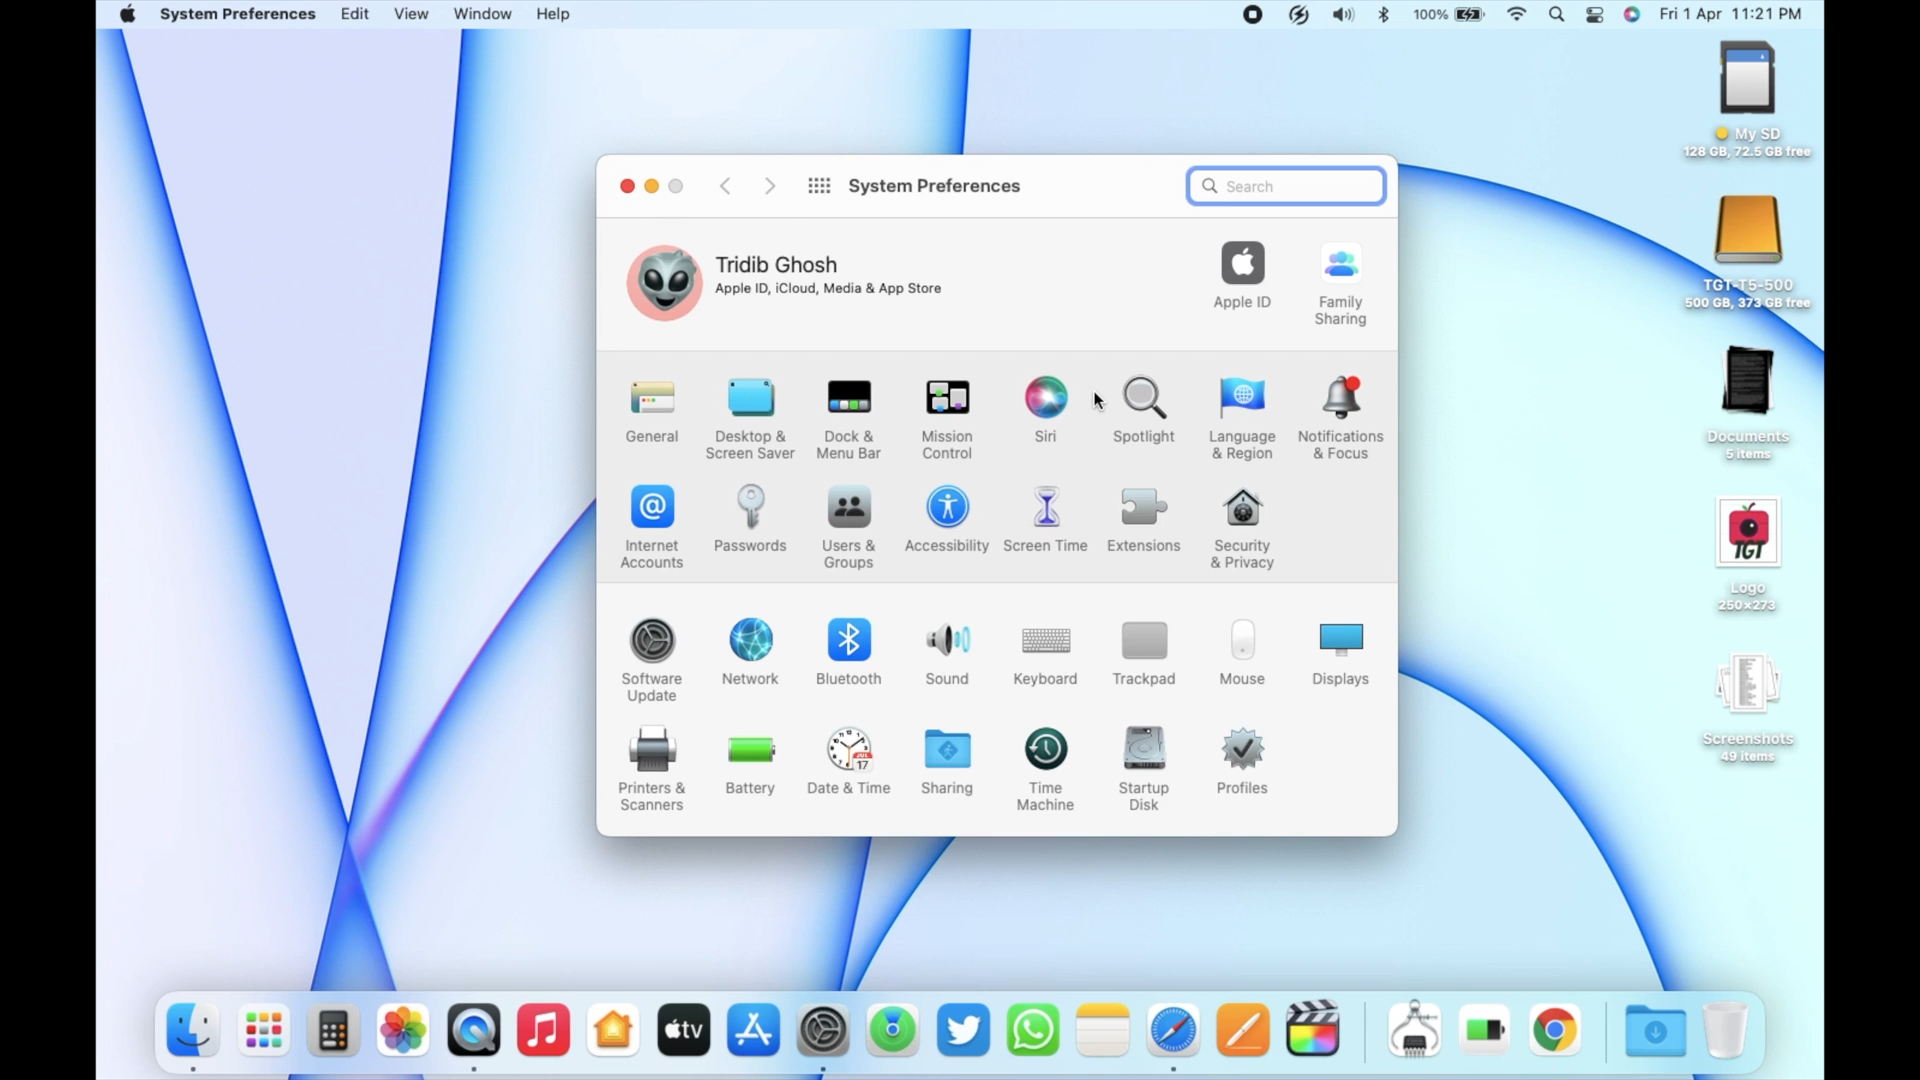 System Preferences Edit View Window Help 100% Fri 1 Apr 11:21 PM
System Preferences
Search
Tridib Ghosh
Apple ID, iCloud, Media & App Store
Apple ID
Family
Sharing
General
Desktop &
Screen Saver
Dock &
Menu Bar
Mission
Control
Siri
Spotlight
Language
& Region
Notifications
& Focus
@
Internet
Accounts
Passwords
Users &
Groups
Accessibility
Screen Time
Extensions
Security
& Privacy
Software
Update
Network
Bluetooth
Sound
Keyboard
Trackpad
Mouse
Displays
Printers &
Scanners
Battery
JUL
17
Date & Time
Sharing
Time
Machine
Startup
Disk
Profiles
My SD
128 GB, 72.5 GB free
TGT-T5-500
500 GB, 373 GB free
Documents
5 items
TGT
Logo
250×273
Screenshots
49 items
tv